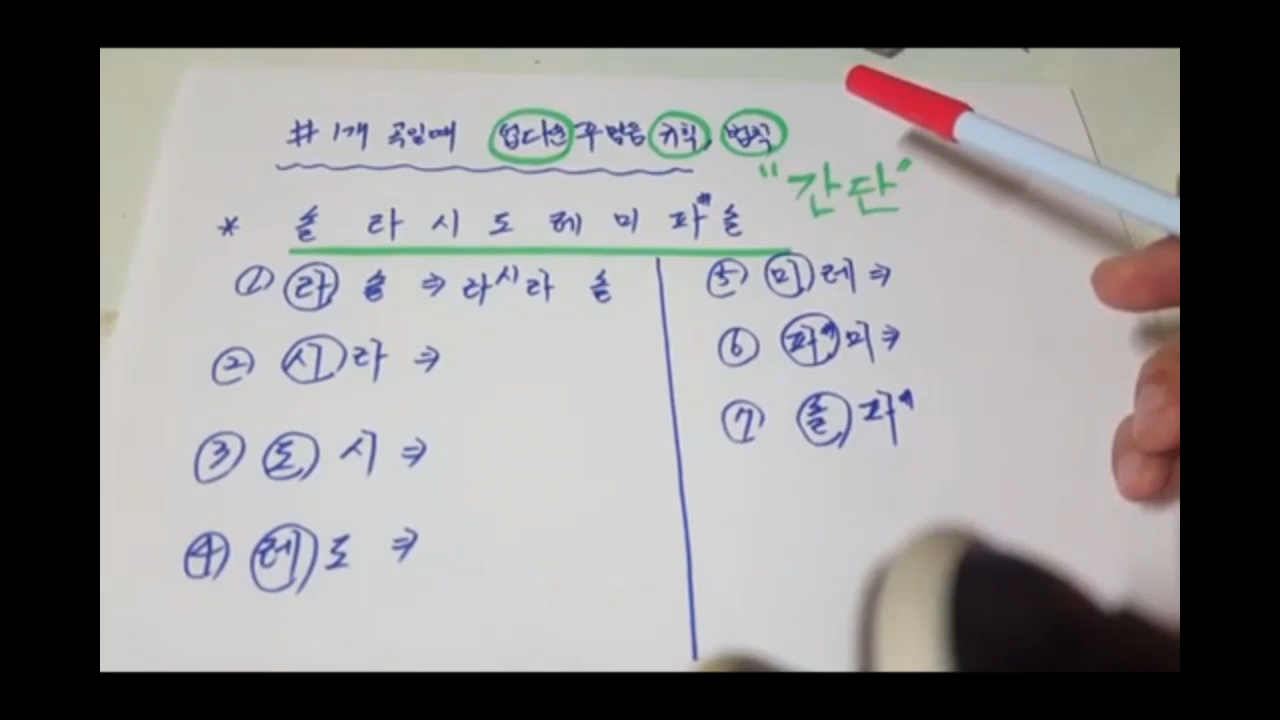 # 1개 곡일때 업다운 꾸밈음 규칙, 법칙
"간단"
* 솔 라 시 도 레 미 파# 솔
① 라 솔 ⇒ 라시라 솔
② 시 라 ⇒
③ 도 시 ⇒
④ 레 도 ⇒
⑤ 미 레 ⇒
⑥ 파# 미 ⇒
⑦ 솔 파#